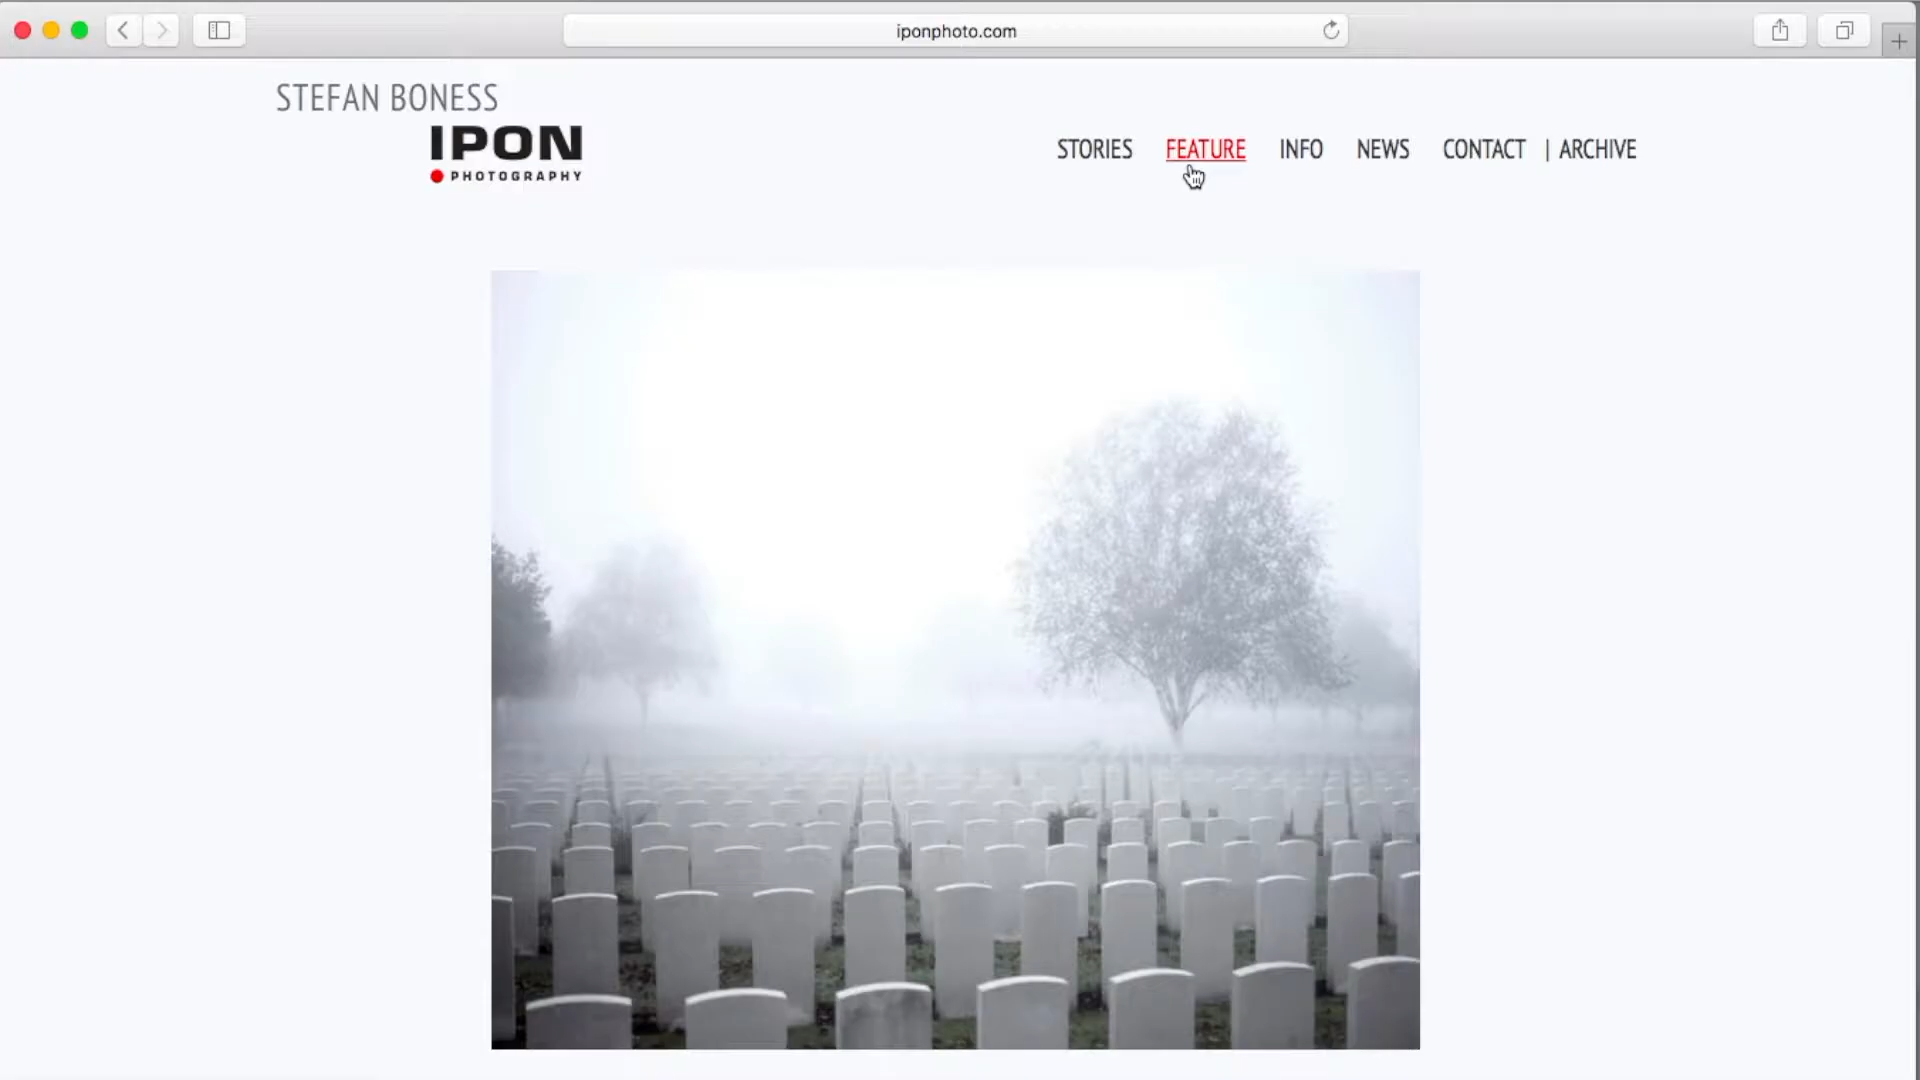 iponphoto.com
STEFAN BONESS
IPON
PHOTOGRAPHY
STORIES FEATURE INFO NEWS CONTACT | ARCHIVE